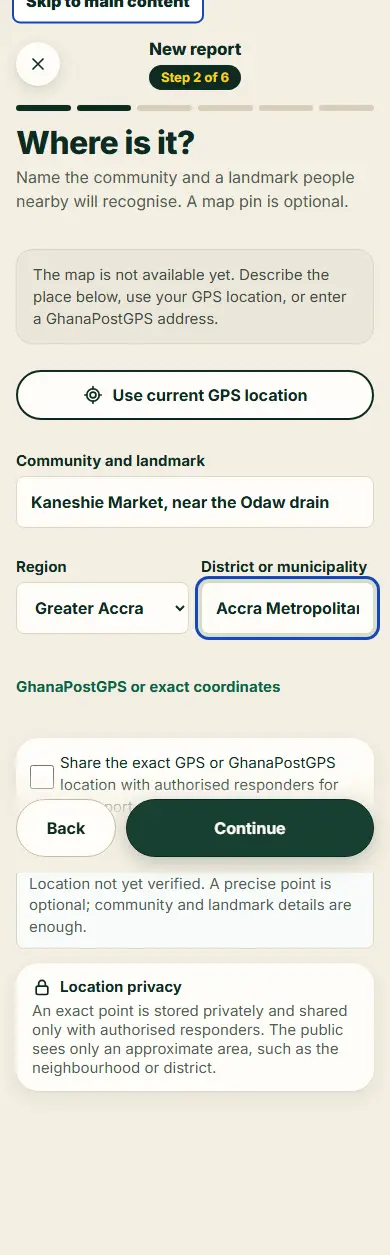 Skip to main content
New report
Step 2 of 6
Where is it?
Name the community and a landmark people
nearby will recognise. A map pin is optional.
The map is not available yet. Describe the
place below, use your GPS location, or enter
a GhanaPostGPS address.
Use current GPS location
Community and landmark
Kaneshie Market, near the Odaw drain
Region
District or municipality
Greater Accra
Accra Metropolitan
GhanaPostGPS or exact coordinates
Share the exact GPS or GhanaPostGPS
location with authorised responders for
port
Back
Continue
Location not yet verified. A precise point is
optional; community and landmark details are
enough.
Location privacy
An exact point is stored privately and shared
only with authorised responders. The public
sees only an approximate area, such as the
neighbourhood or district.